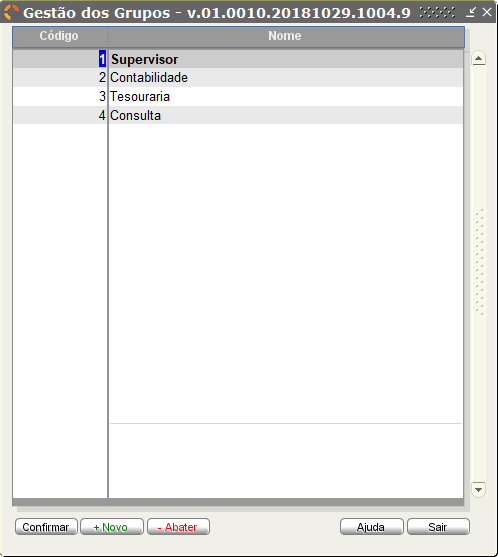 Gestão dos Grupos - v.01.0010.20181029.1004.9
Código Nome
1 Supervisor
2 Contabilidade
3 Tesouraria
4 Consulta
Confirmar + Novo - Abater Ajuda Sair